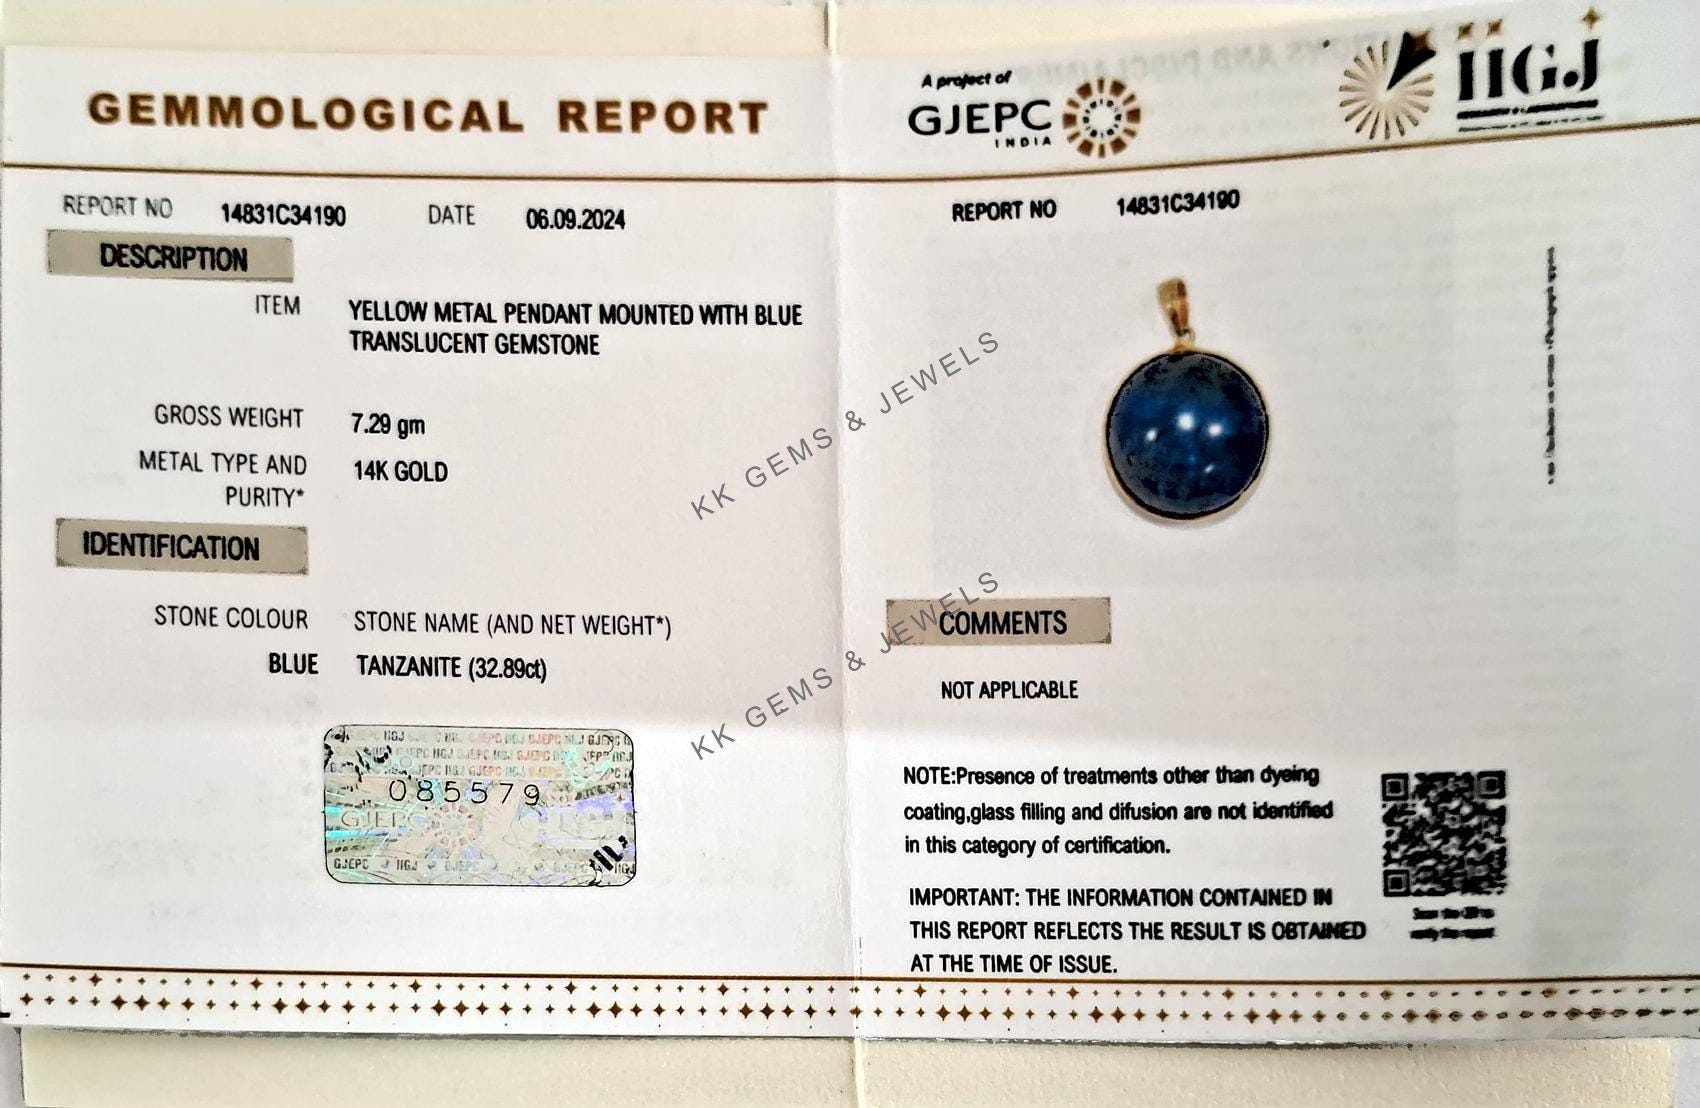 GEMMOLOGICAL REPORT
REPORT NO 14831C34190 DATE 06.09.2024
DESCRIPTION
ITEM YELLOW METAL PENDANT MOUNTED WITH BLUE
TRANSLUCENT GEMSTONE
GROSS WEIGHT 7.29 gm
METAL TYPE AND 14K GOLD
PURITY*
IDENTIFICATION
STONE COLOUR STONE NAME (AND NET WEIGHT*)
BLUE TANZANITE (32.89ct)
085579
GJEPC
GJEPC IIGJ GJEPC IIGJ
A project of
GJEPC
INDIA
IIGJ
REPORT NO 14831C34190
COMMENTS
NOT APPLICABLE
NOTE:Presence of treatments other than dyeing
coating,glass filling and difusion are not identified
in this category of certification.
IMPORTANT: THE INFORMATION CONTAINED IN
THIS REPORT REFLECTS THE RESULT IS OBTAINED
AT THE TIME OF ISSUE.
KK GEMS & JEWELS
KK GEMS & JEWELS